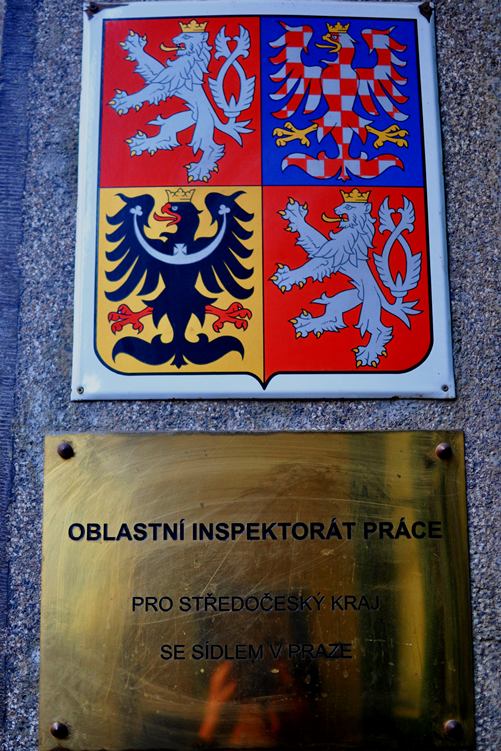 OBLASTNÍ INSPEKTORÁT PRÁCE
PRO STŘEDOČESKÝ KRAJ
SE SÍDLEM V PRAZE